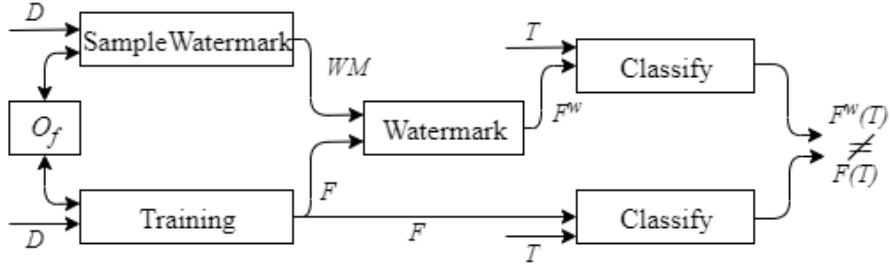 D
SampleWatermark
WM
T
Classify
O_f
Watermark
F^w
F^w(T)
≠
F(T)
F
Training
D
F
T
Classify